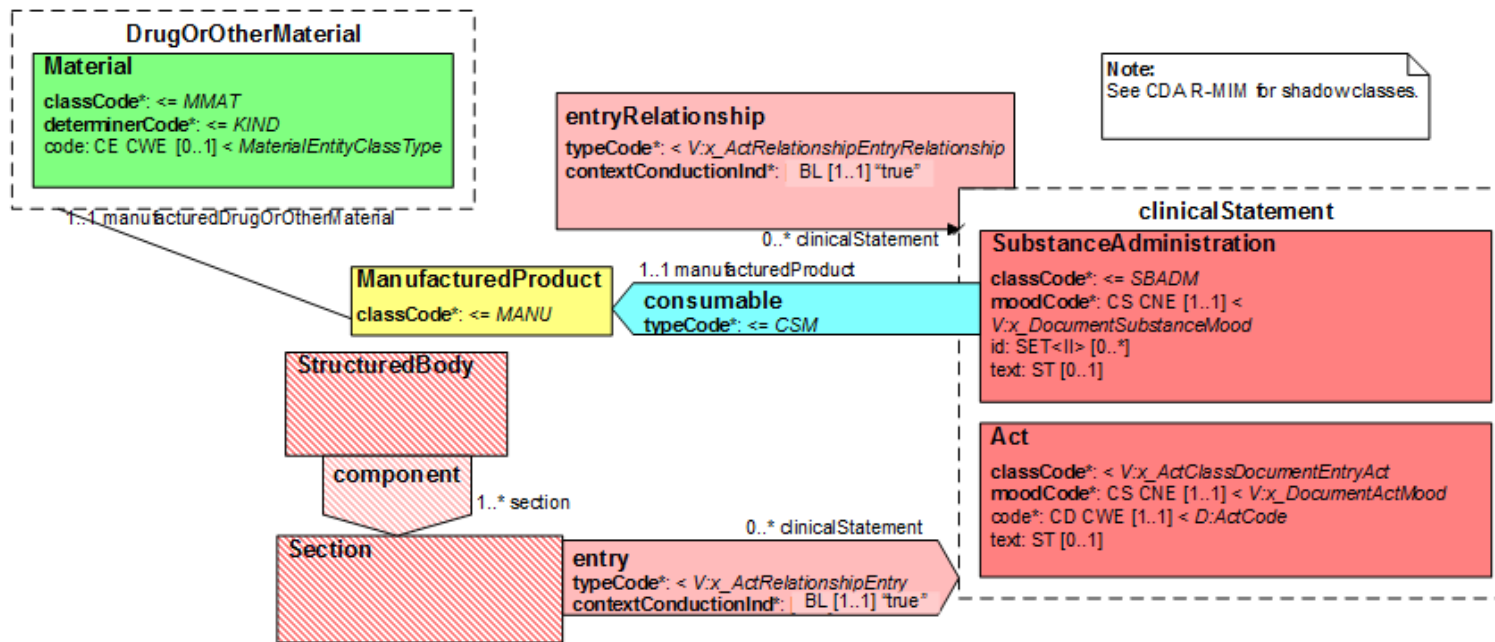 DrugOrOtherMaterial
Material
classCode*: <= MMAT
determinerCode*: <= KIND
code: CE CWE [0..1] < MaterialEntityClassType
1..1 manufacturedDrugOrOtherMaterial
entryRelationship
typeCode*: < V:x_ActRelationshipEntryRelationship
contextConductionInd*: BL [1..1] “true”
0..* clinicalStatement
Note:
See CDA R-MIM for shadow classes.
clinicalStatement
SubstanceAdministration
classCode*: <= SBADM
moodCode*: CS CNE [1..1] <
V:x_DocumentSubstanceMood
id: SET<II> [0..*]
text: ST [0..1]
1..1 manufacturedProduct
consumable
typeCode*: <= CSM
ManufacturedProduct
classCode*: <= MANU
StructuredBody
component
1..* section
Section
0..* clinicalStatement
entry
typeCode*: < V:x_ActRelationshipEntry
contextConductionInd*: BL [1..1] “true”
Act
classCode*: < V:x_ActClassDocumentEntryAct
moodCode*: CS CNE [1..1] < V:x_DocumentActMood
code*: CD CWE [1..1] < D:ActCode
text: ST [0..1]